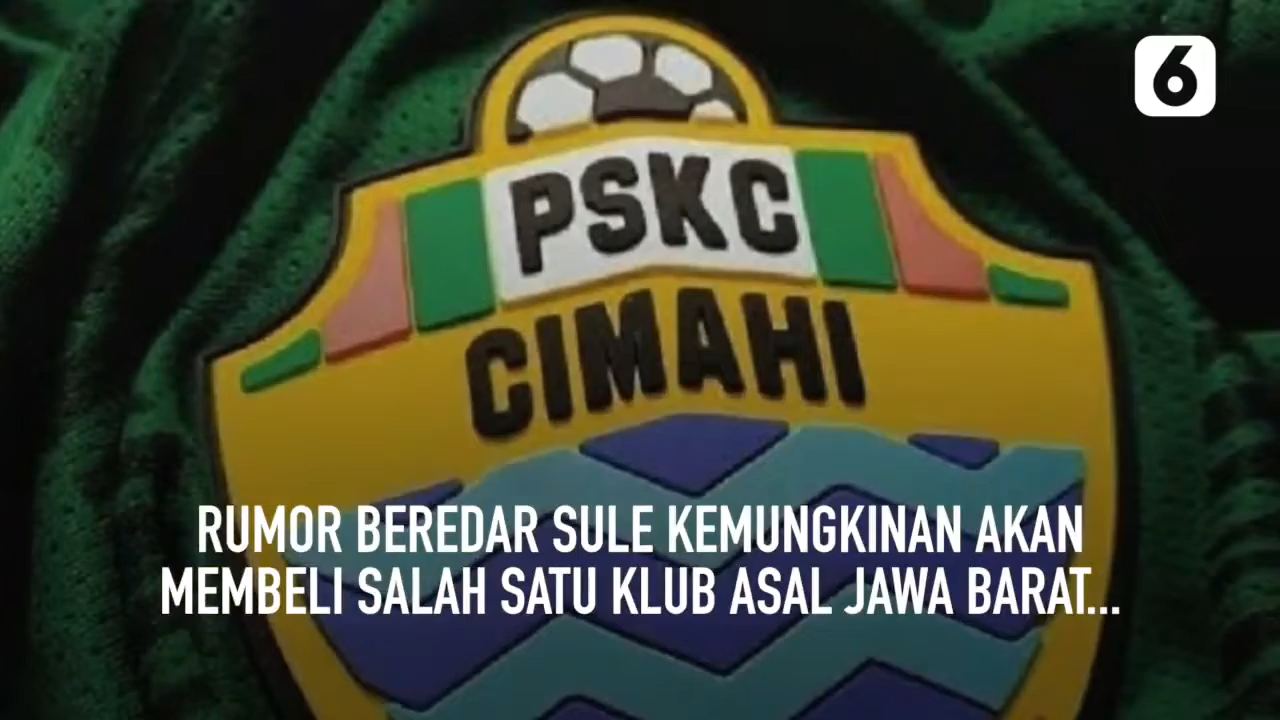 6
PSKC
CIMAHI
RUMOR BEREDAR SULE KEMUNGKINAN AKAN
MEMBELI SALAH SATU KLUB ASAL JAWA BARAT...